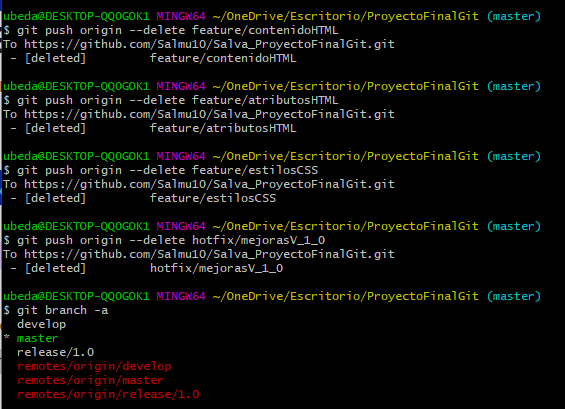 ubeda@DESKTOP-QQOGOK1 MINGW64 ~/OneDrive/Escritorio/ProyectoFinalGit (master)
$ git push origin --delete feature/contenidoHTML
To https://github.com/Salmu10/Salva_ProyectoFinalGit.git
 - [deleted]         feature/contenidoHTML

ubeda@DESKTOP-QQOGOK1 MINGW64 ~/OneDrive/Escritorio/ProyectoFinalGit (master)
$ git push origin --delete feature/atributosHTML
To https://github.com/Salmu10/Salva_ProyectoFinalGit.git
 - [deleted]         feature/atributosHTML

ubeda@DESKTOP-QQOGOK1 MINGW64 ~/OneDrive/Escritorio/ProyectoFinalGit (master)
$ git push origin --delete feature/estilosCSS
To https://github.com/Salmu10/Salva_ProyectoFinalGit.git
 - [deleted]         feature/estilosCSS

ubeda@DESKTOP-QQOGOK1 MINGW64 ~/OneDrive/Escritorio/ProyectoFinalGit (master)
$ git push origin --delete hotfix/mejorasV_1_0
To https://github.com/Salmu10/Salva_ProyectoFinalGit.git
 - [deleted]         hotfix/mejorasV_1_0

ubeda@DESKTOP-QQOGOK1 MINGW64 ~/OneDrive/Escritorio/ProyectoFinalGit (master)
$ git branch -a
  develop
* master
  release/1.0
  remotes/origin/develop
  remotes/origin/master
  remotes/origin/release/1.0